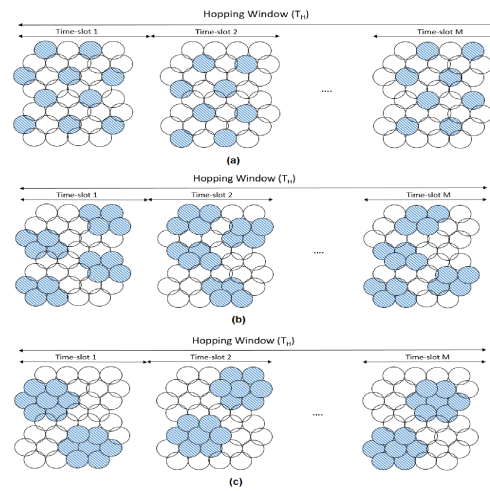 Hopping Window (T_H)
Time-slot 1 Time-slot 2 Time-slot M
....
(a)
Hopping Window (T_H)
Time-slot 1 Time-slot 2 Time-slot M
....
(b)
Hopping Window (T_H)
Time-slot 1 Time-slot 2 Time-slot M
....
(c)